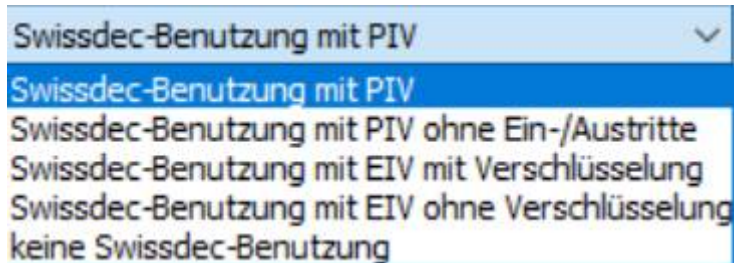 Swissdec-Benutzung mit PIV
Swissdec-Benutzung mit PIV
Swissdec-Benutzung mit PIV ohne Ein-/Austritte
Swissdec-Benutzung mit EIV mit Verschlüsselung
Swissdec-Benutzung mit EIV ohne Verschlüsselung
keine Swissdec-Benutzung